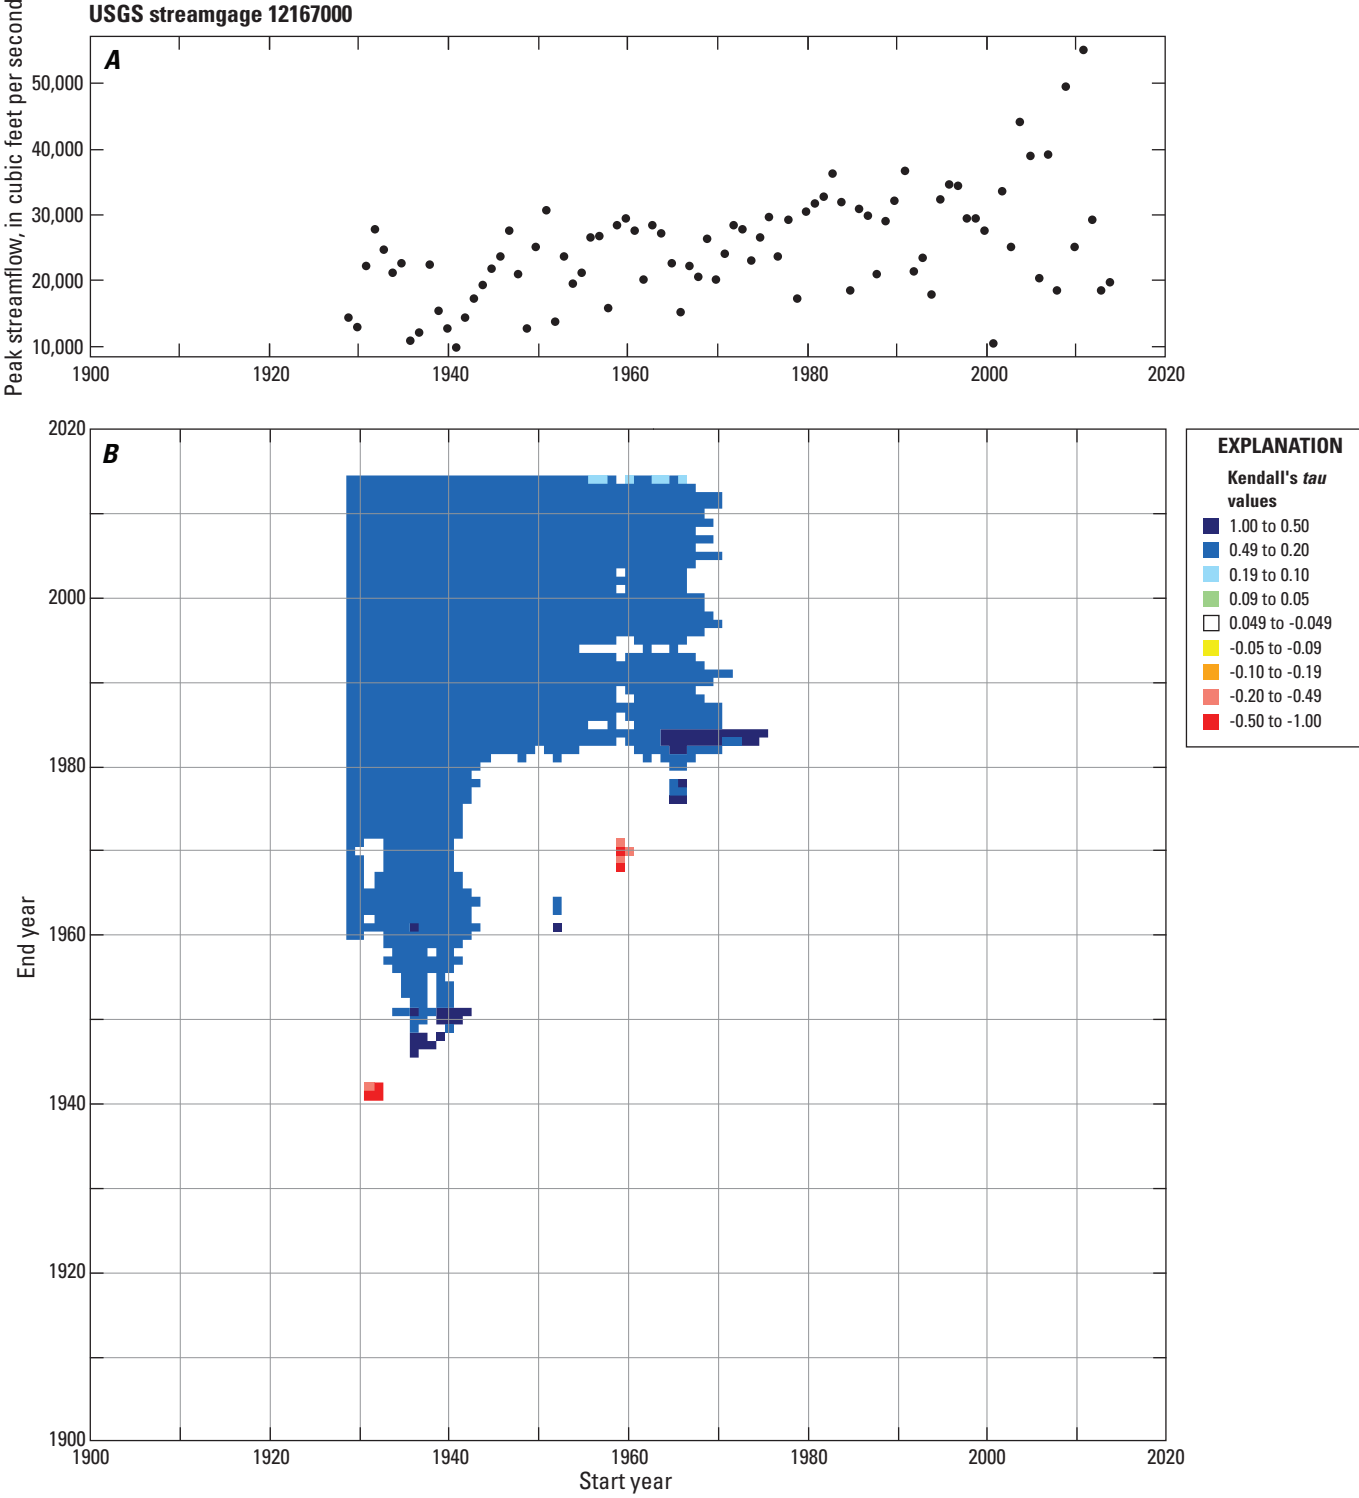 USGS streamgage 12167000
A
Peak streamflow, in cubic feet per second
50,000
40,000
30,000
20,000
10,000
1900 1920 1940 1960 1980 2000 2020
B
End year
2020
2000
1980
1960
1940
1920
1900
1900 1920 1940 1960 1980 2000 2020
Start year
EXPLANATION
Kendall's tau
values
1.00 to 0.50
0.49 to 0.20
0.19 to 0.10
0.09 to 0.05
0.049 to -0.049
-0.05 to -0.09
-0.10 to -0.19
-0.20 to -0.49
-0.50 to -1.00